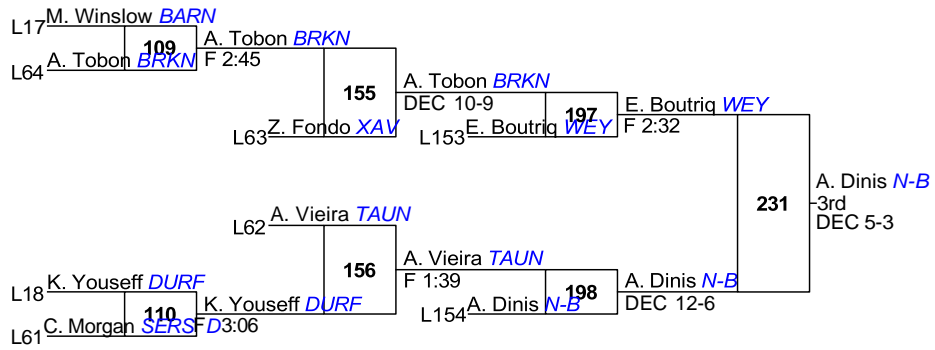 L17 M. Winslow BARN
109
L64 A. Tobon BRKN
A. Tobon BRKN
F 2:45
155
L63 Z. Fondo XAV
A. Tobon BRKN
DEC 10-9
197
L153 E. Boutriq WEY
E. Boutriq WEY
F 2:32
231
A. Dinis N-B
3rd
DEC 5-3
L62 A. Vieira TAUN
156
A. Vieira TAUN
F 1:39
198
L154 A. Dinis N-B
A. Dinis N-B
DEC 12-6
L18 K. Youseff DURF
110
L61 C. Morgan SERSFD
K. Youseff DURF
F 3:06